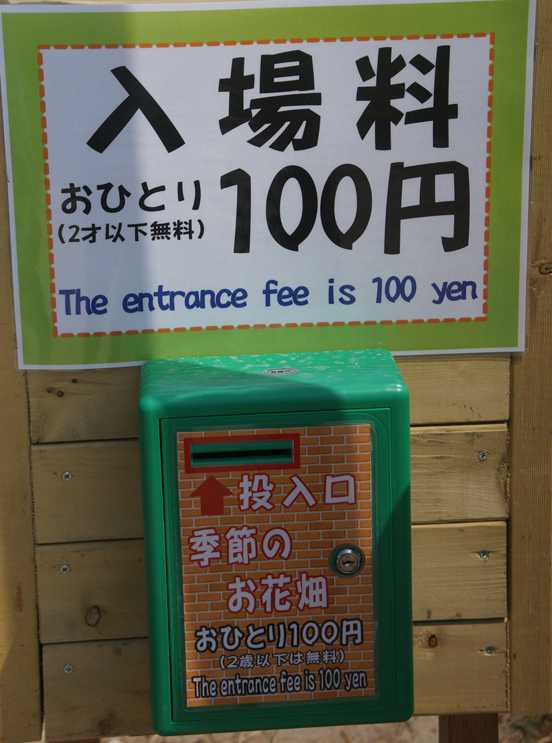 入場料
おひとり 100円
(2才以下無料)
The entrance fee is 100 yen
投入口
季節の
お花畑
おひとり100円
(2歳以下は無料)
The entrance fee is 100 yen